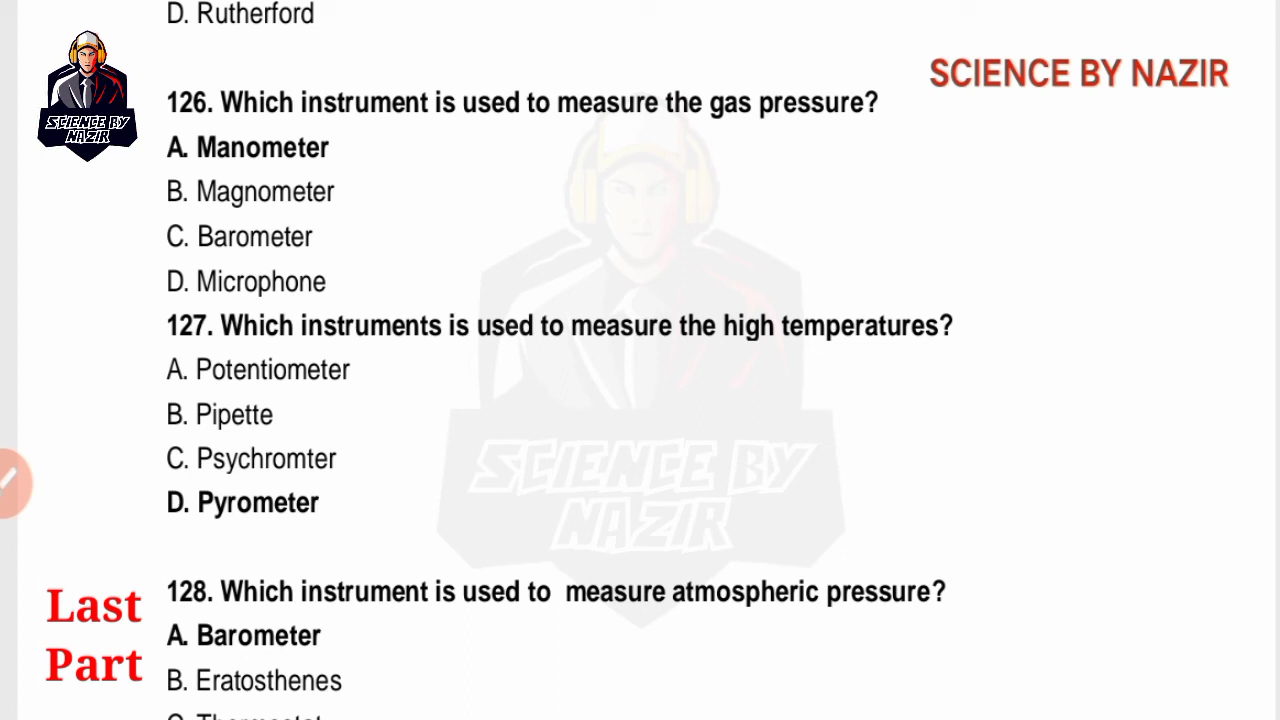 D. Rutherford
SCIENCE BY NAZIR
SCIENCE BY
NAZIR
126. Which instrument is used to measure the gas pressure?
A. Manometer
B. Magnometer
C. Barometer
D. Microphone
127. Which instruments is used to measure the high temperatures?
A. Potentiometer
B. Pipette
C. Psychromter
D. Pyrometer
SCIENCE BY
NAZIR
Last
Part
128. Which instrument is used to  measure atmospheric pressure?
A. Barometer
B. Eratosthenes